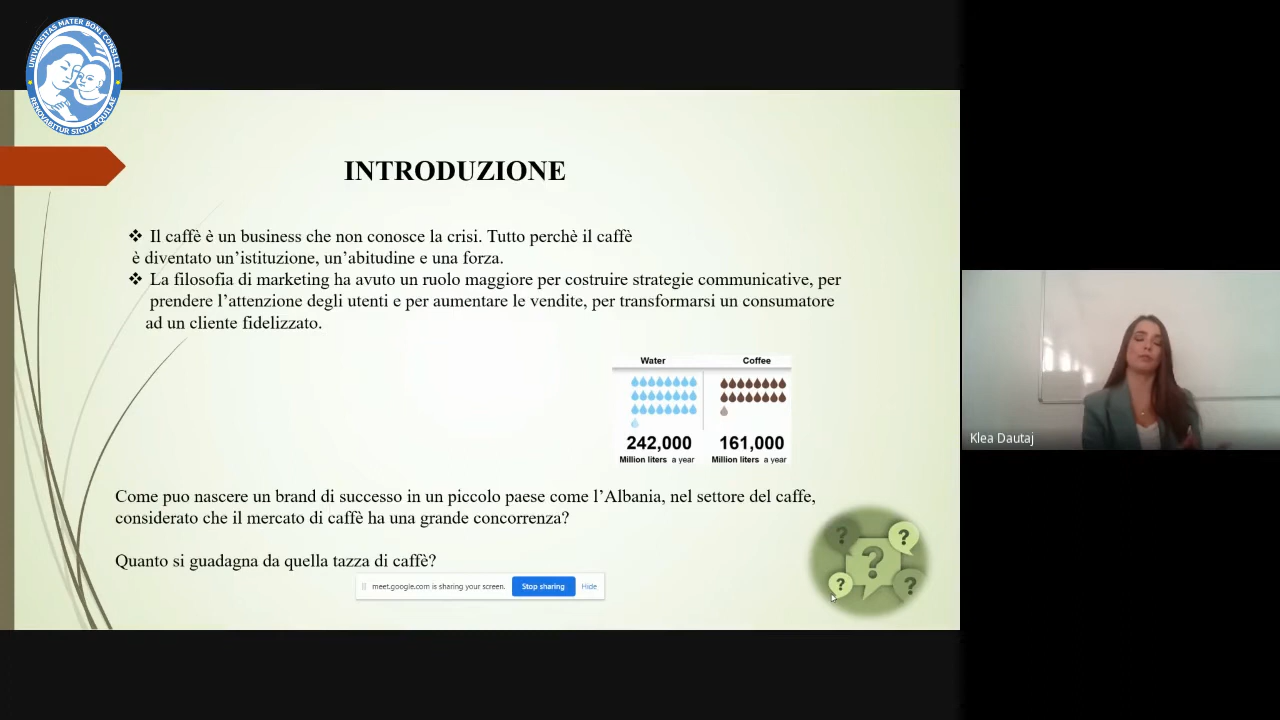 UNIVERSITAS MATER BONI CONSILII
RENOVABITUR SICUT AQUILAE
INTRODUZIONE
❖ Il caffè è un business che non conosce la crisi. Tutto perchè il caffè
è diventato un’istituzione, un’abitudine e una forza.
❖ La filosofia di marketing ha avuto un ruolo maggiore per costruire strategie communicative, per
prendere l’attenzione degli utenti e per aumentare le vendite, per transformarsi un consumatore
ad un cliente fidelizzato.
Water Coffee
242,000 161,000
Million liters a year Million liters a year
Come puo nascere un brand di successo in un piccolo paese come l’Albania, nel settore del caffe,
considerato che il mercato di caffè ha una grande concorrenza?
Quanto si guadagna da quella tazza di caffè?
meet.google.com is sharing your screen. Stop sharing Hide
? ? ? ? ?
Klea Dautaj